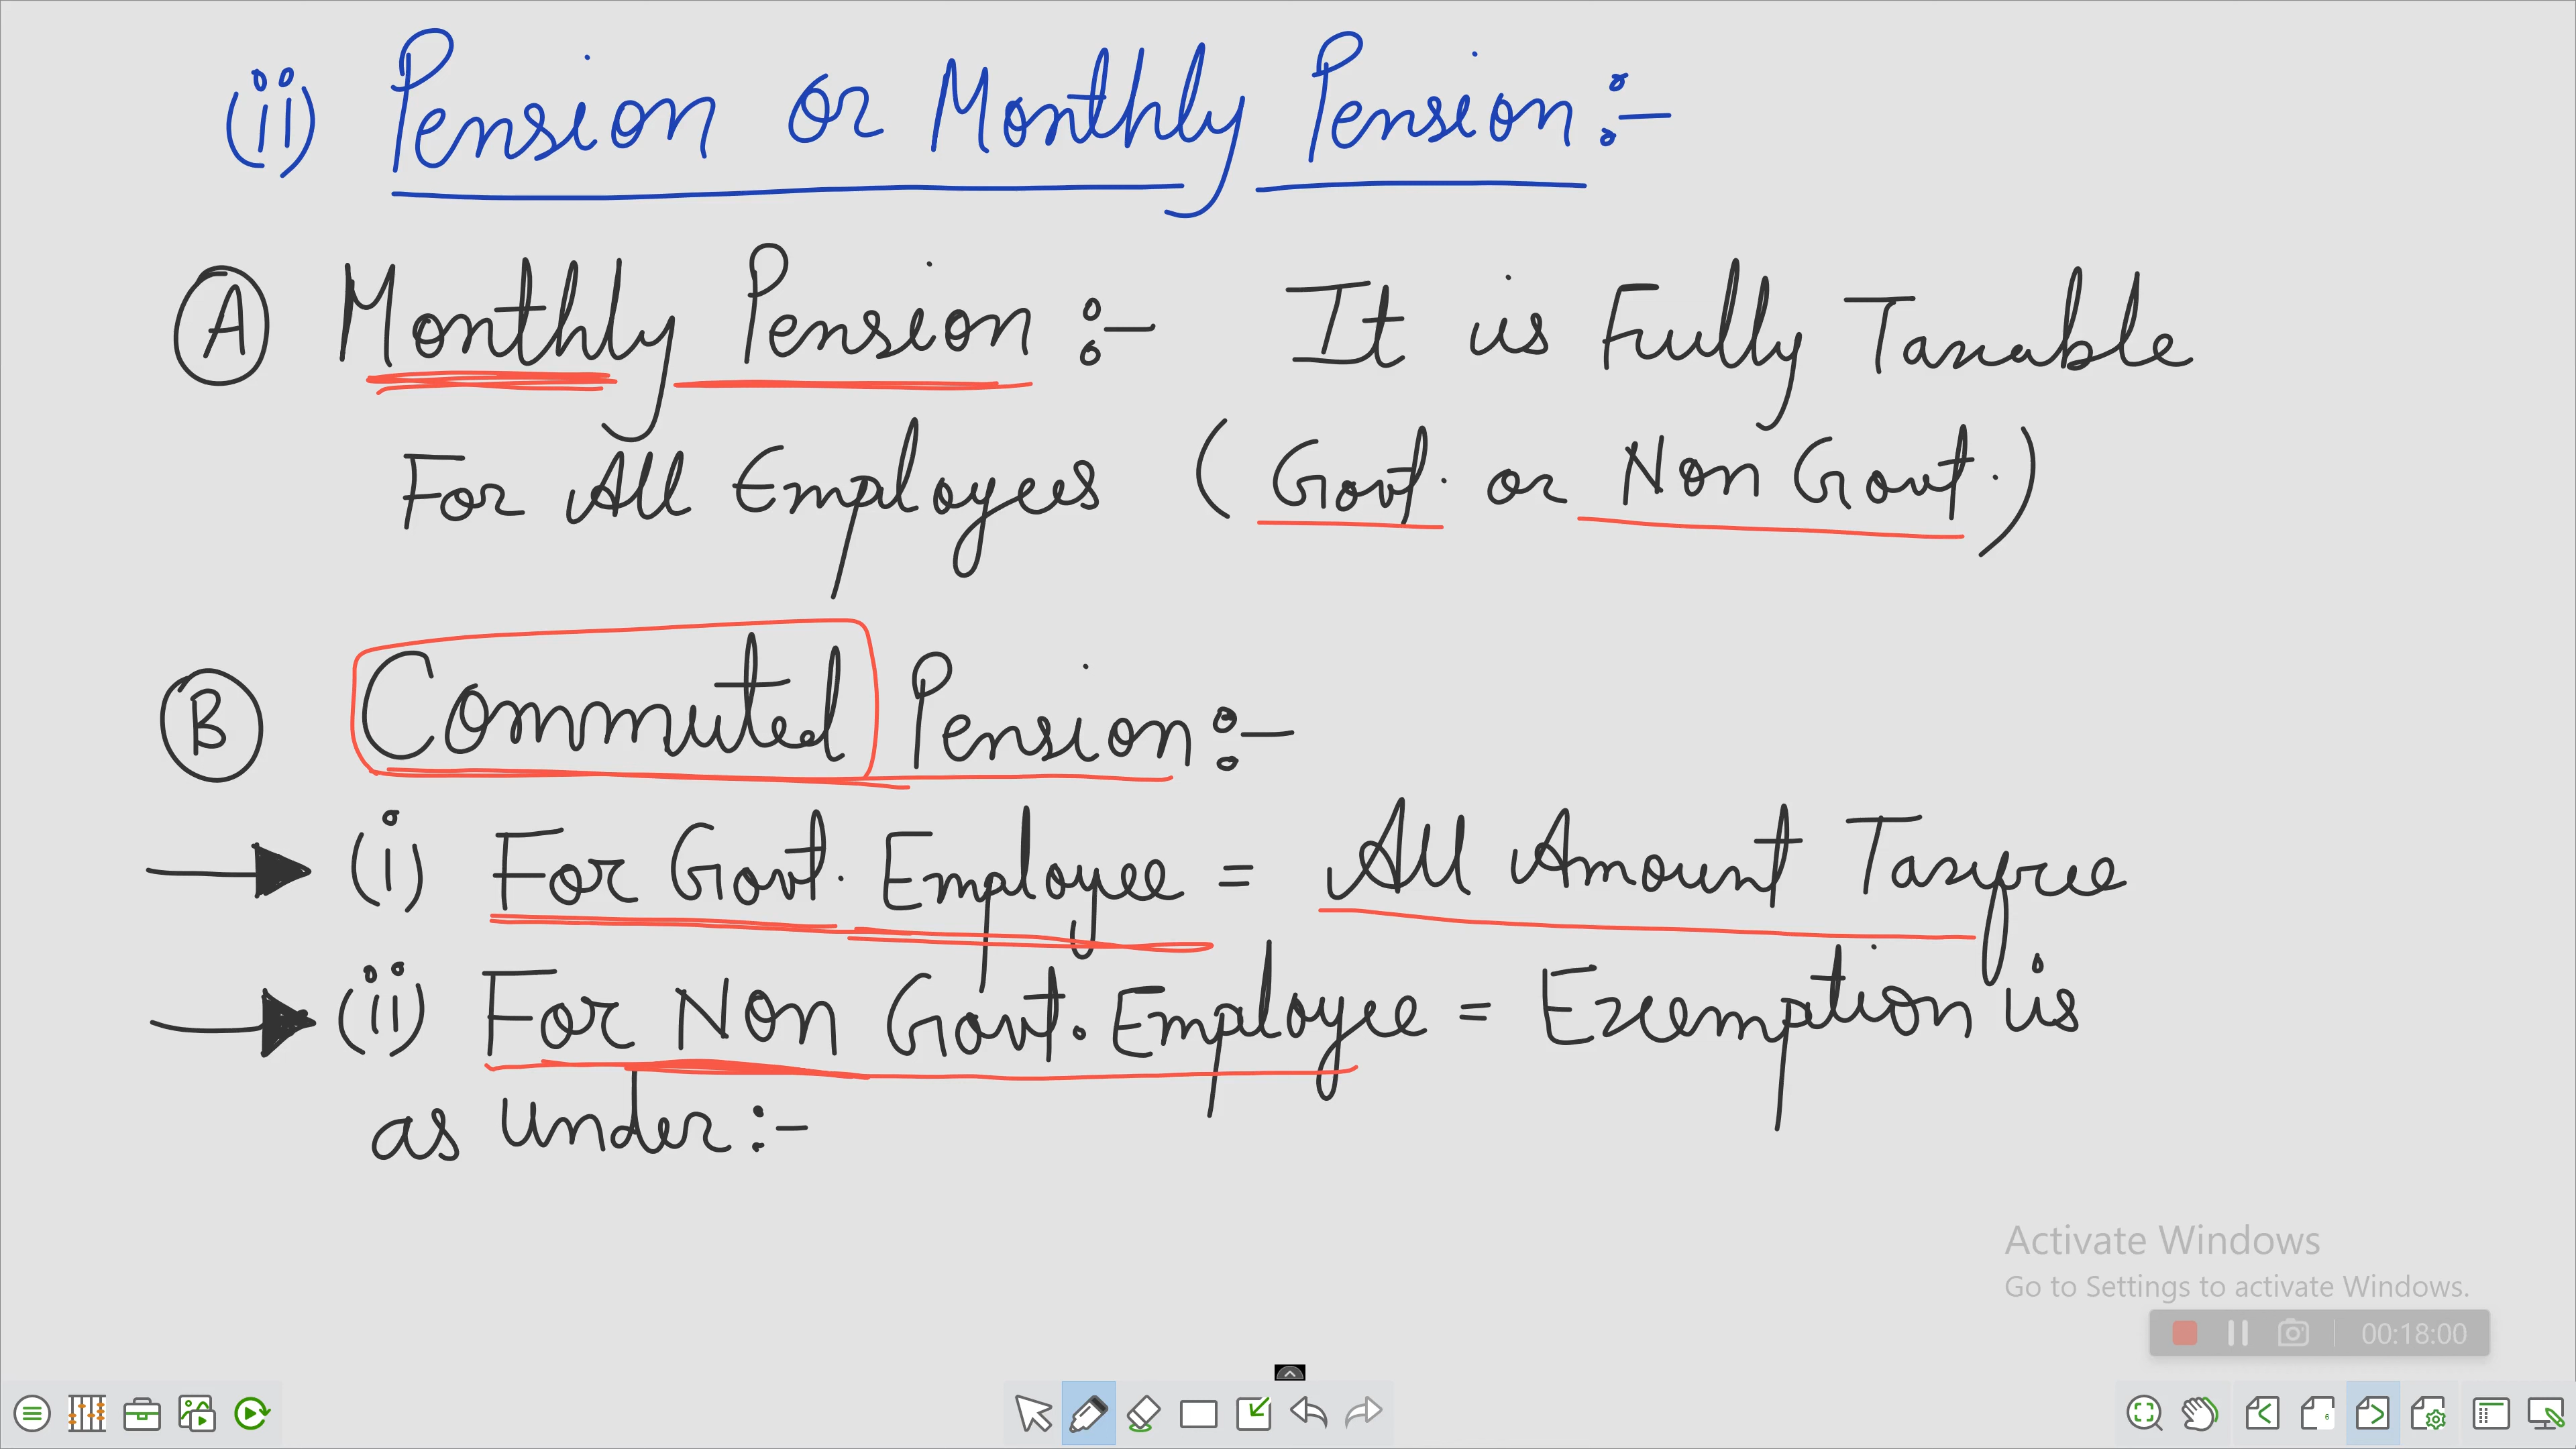 (ii) Pension or Monthly Pension:-
A Monthly Pension :- It is Fully Taxable
For All Employees (Govt. or Non Govt.)
B Commuted Pension:-
(i) For Govt. Employee = All Amount Taxfree
(ii) For Non Govt. Employee = Exemption is
as under:-
Activate Windows
Go to Settings to activate Windows.
00:18:00
6